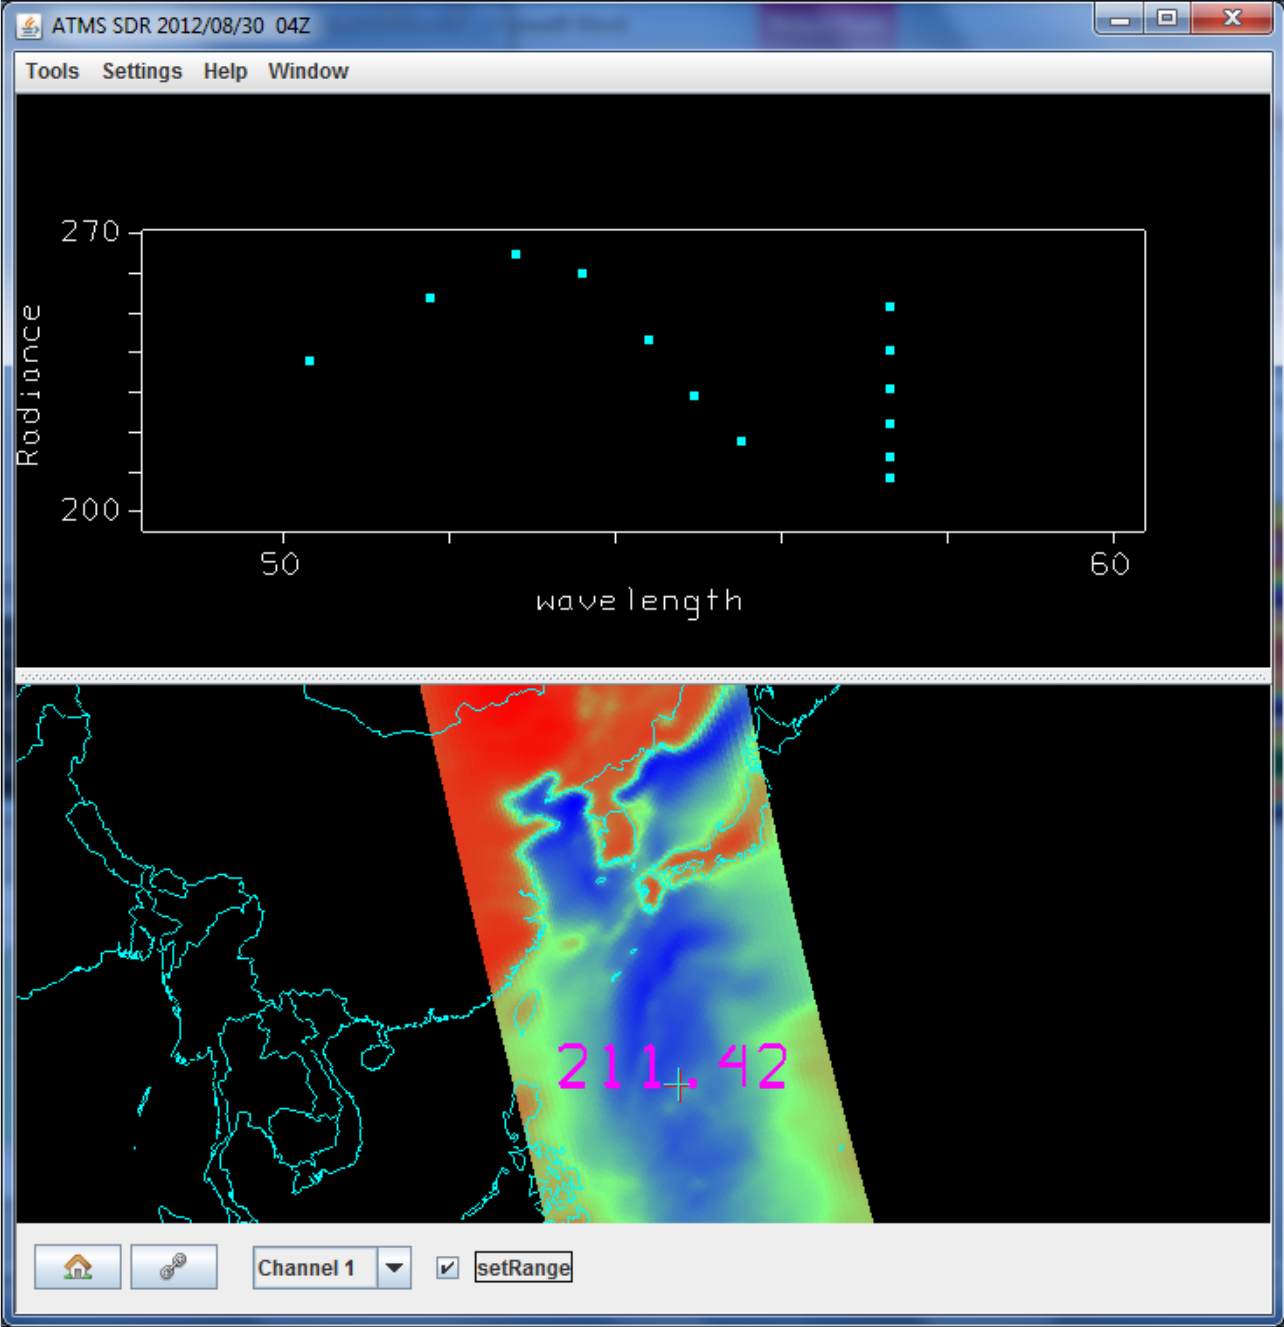 ATMS SDR 2012/08/30 04Z
Tools Settings Help Window
270
Radiance
200
50 60
wavelength
211.42
Channel 1 setRange